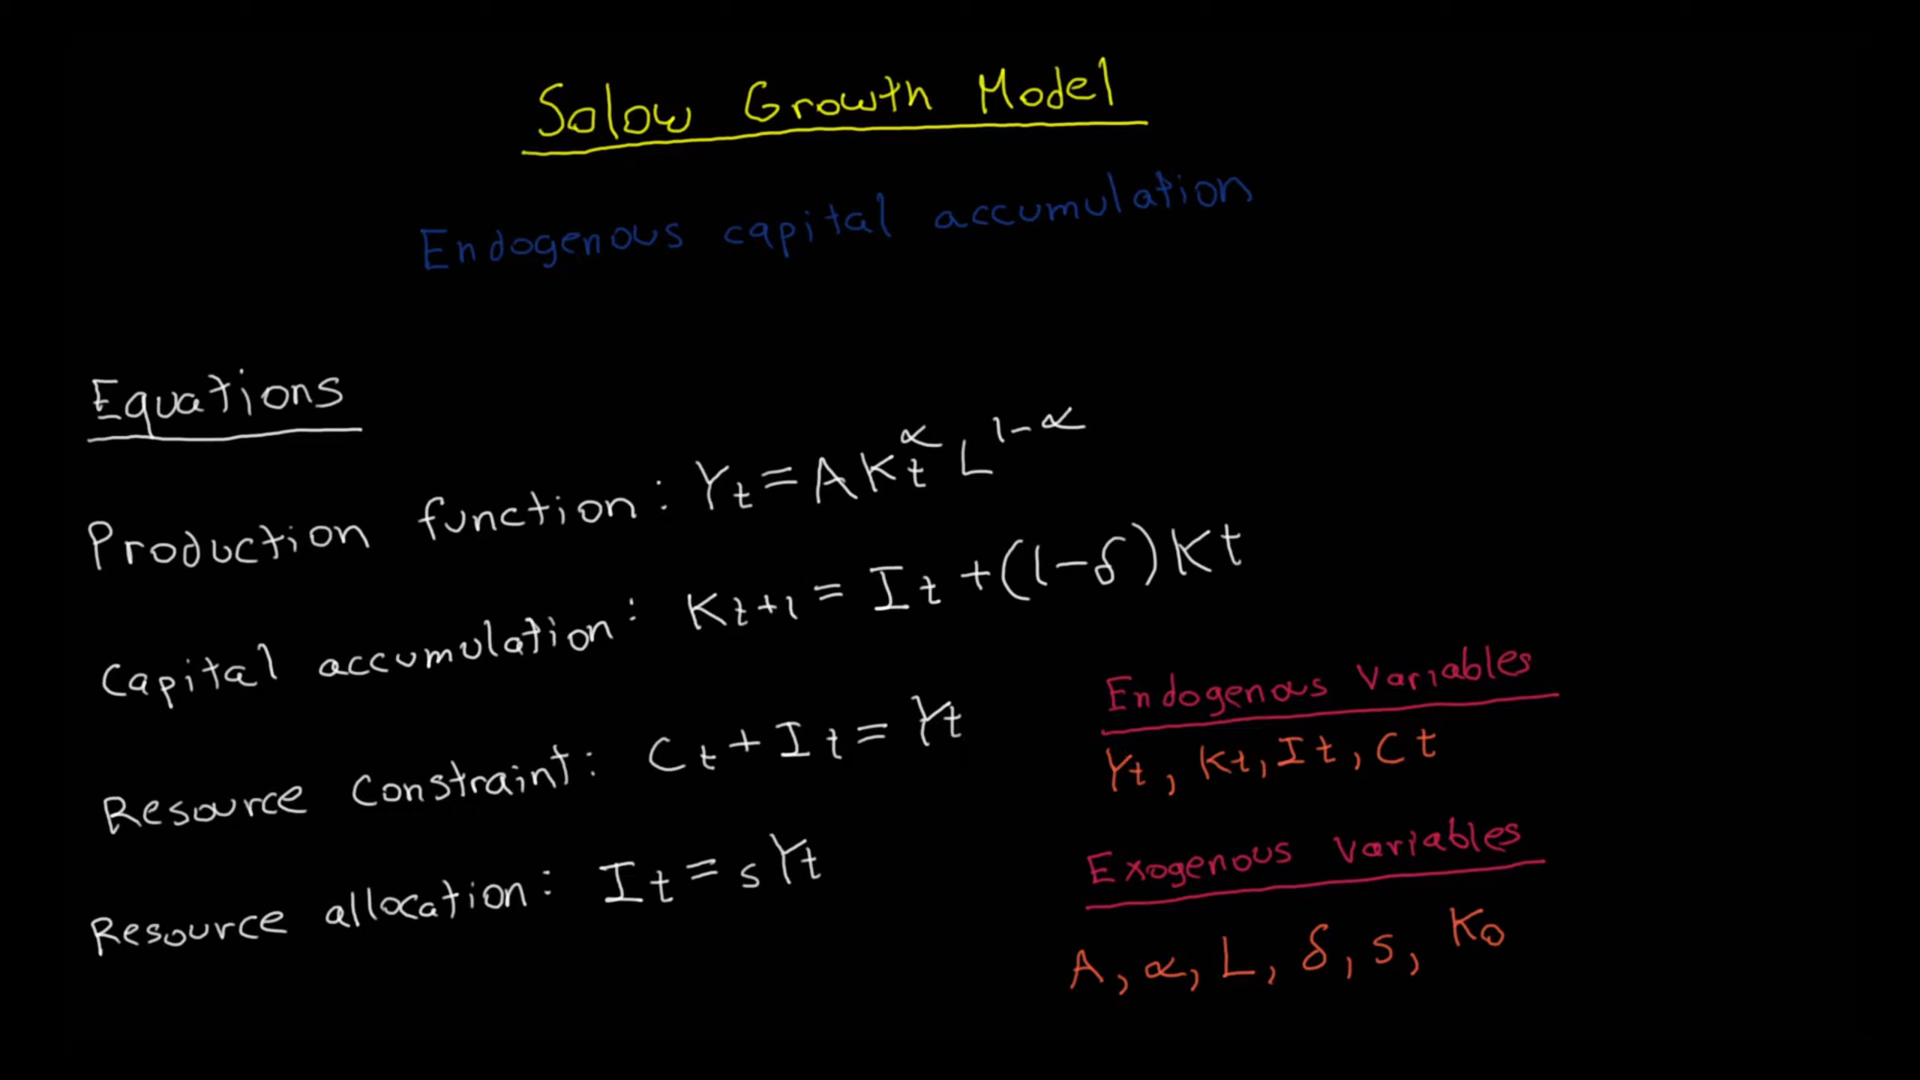 Solow Growth Model
Endogenous capital accumulation
Equations
Production function: Yₜ = AKₜ^α L^(1-α)
Capital accumulation: Kₜ₊₁ = Iₜ + (1-δ)Kₜ
Resource constraint: Cₜ + Iₜ = Yₜ
Resource allocation: Iₜ = sYₜ
Endogenous Variables
Yₜ, Kₜ, Iₜ, Cₜ
Exogenous Variables
A, α, L, δ, s, K₀